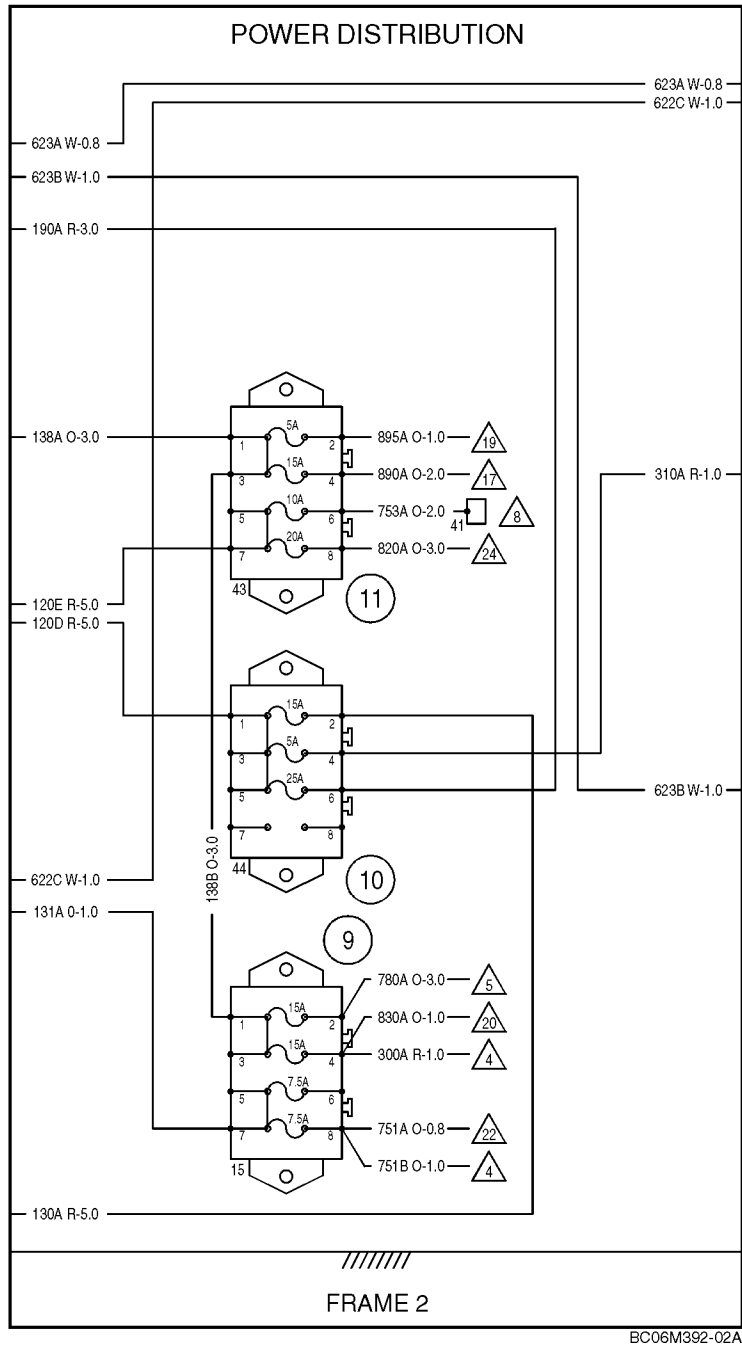 POWER DISTRIBUTION
623A W-0.8
622C W-1.0
623A W-0.8
623B W-1.0
190A R-3.0
138A O-3.0
1
5A
2
895A O-1.0
19
3
15A
4
890A O-2.0
17
310A R-1.0
5
10A
6
753A O-2.0
41
8
7
20A
8
820A O-3.0
24
43
11
120E R-5.0
120D R-5.0
1
15A
2
3
5A
4
5
25A
6
623B W-1.0
7
8
138B O-3.0
44
10
622C W-1.0
131A 0-1.0
9
780A O-3.0
5
1
15A
2
830A O-1.0
20
3
15A
4
300A R-1.0
4
5
7.5A
6
7
7.5A
8
751A O-0.8
22
15
751B O-1.0
4
130A R-5.0
FRAME 2
BC06M392-02A